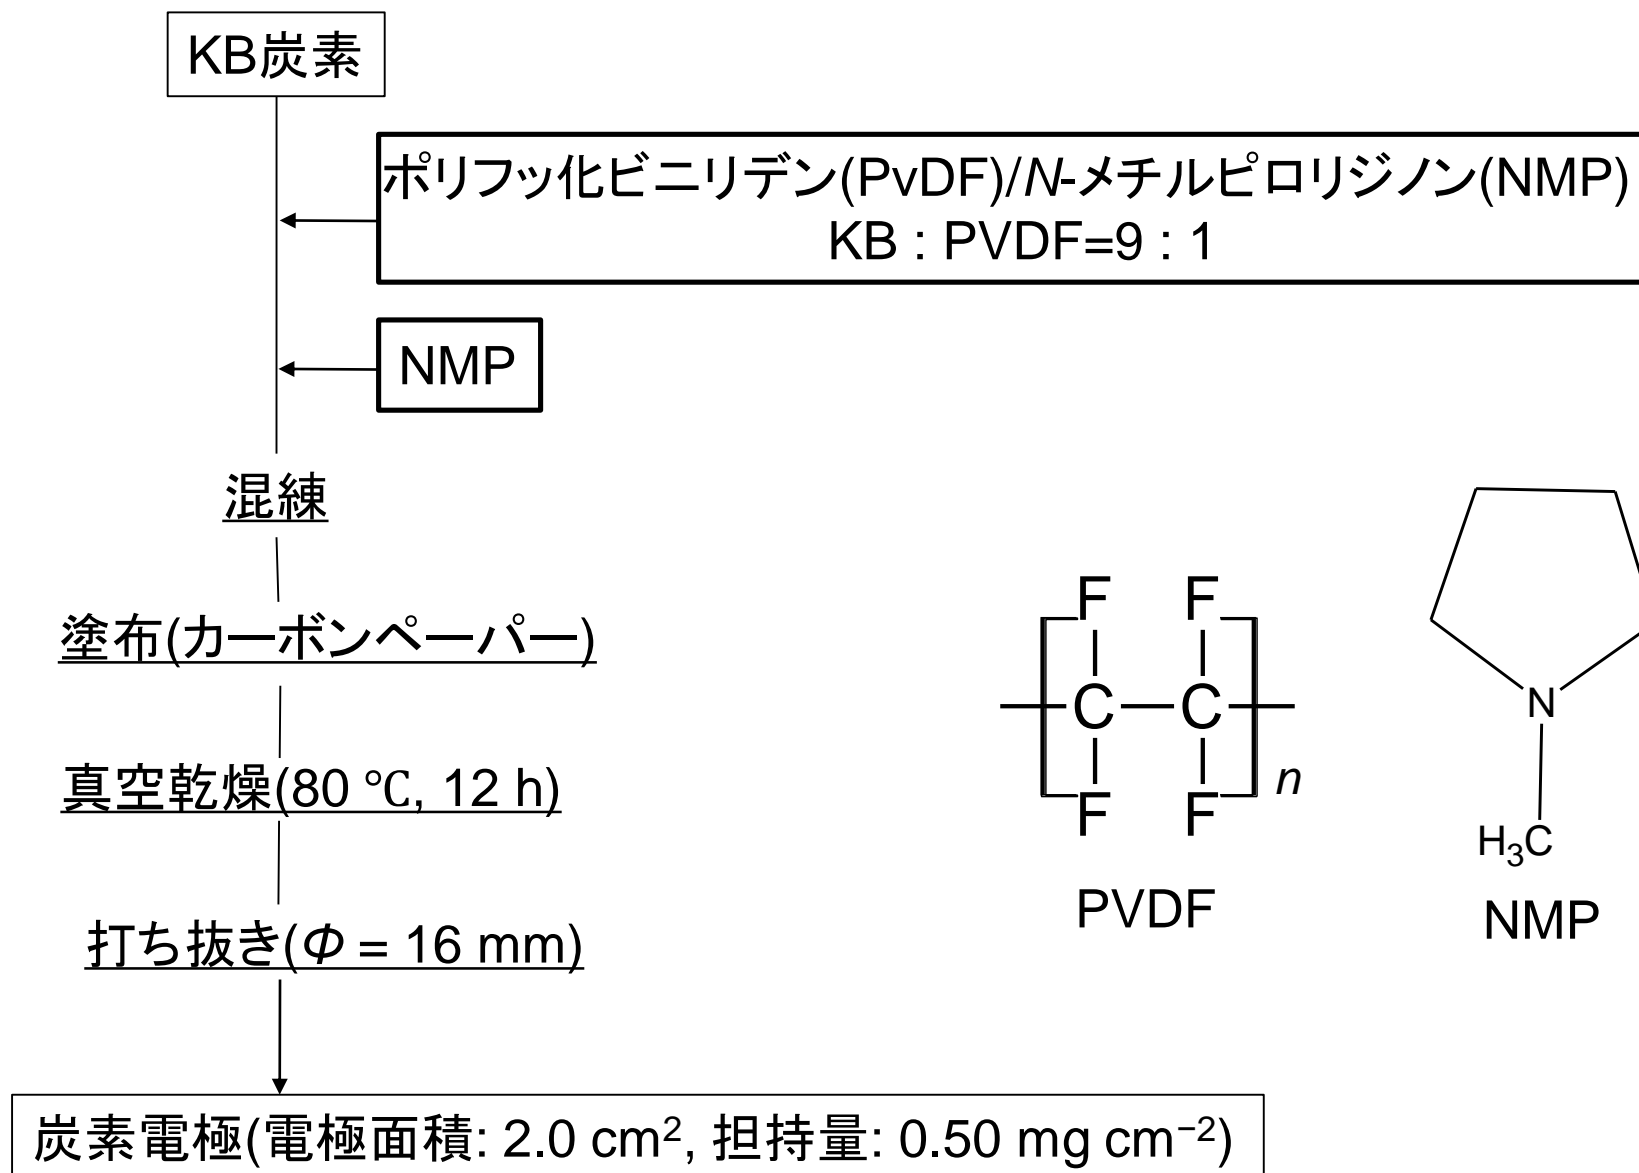 KB炭素
ポリフッ化ビニリデン(PvDF)/N-メチルピロリジノン(NMP)
KB : PVDF=9 : 1
NMP
混練
塗布(カーボンペーパー)
真空乾燥(80 ℃, 12 h)
打ち抜き(Φ = 16 mm)
炭素電極(電極面積: 2.0 cm², 担持量: 0.50 mg cm⁻²)
F F
C C
n
F F
PVDF
N
H₃C
NMP